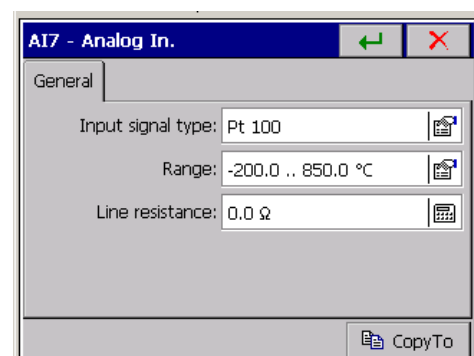 AI7 - Analog In.
General
Input signal type: Pt 100
Range: -200.0 .. 850.0 °C
Line resistance: 0.0 Ω
CopyTo